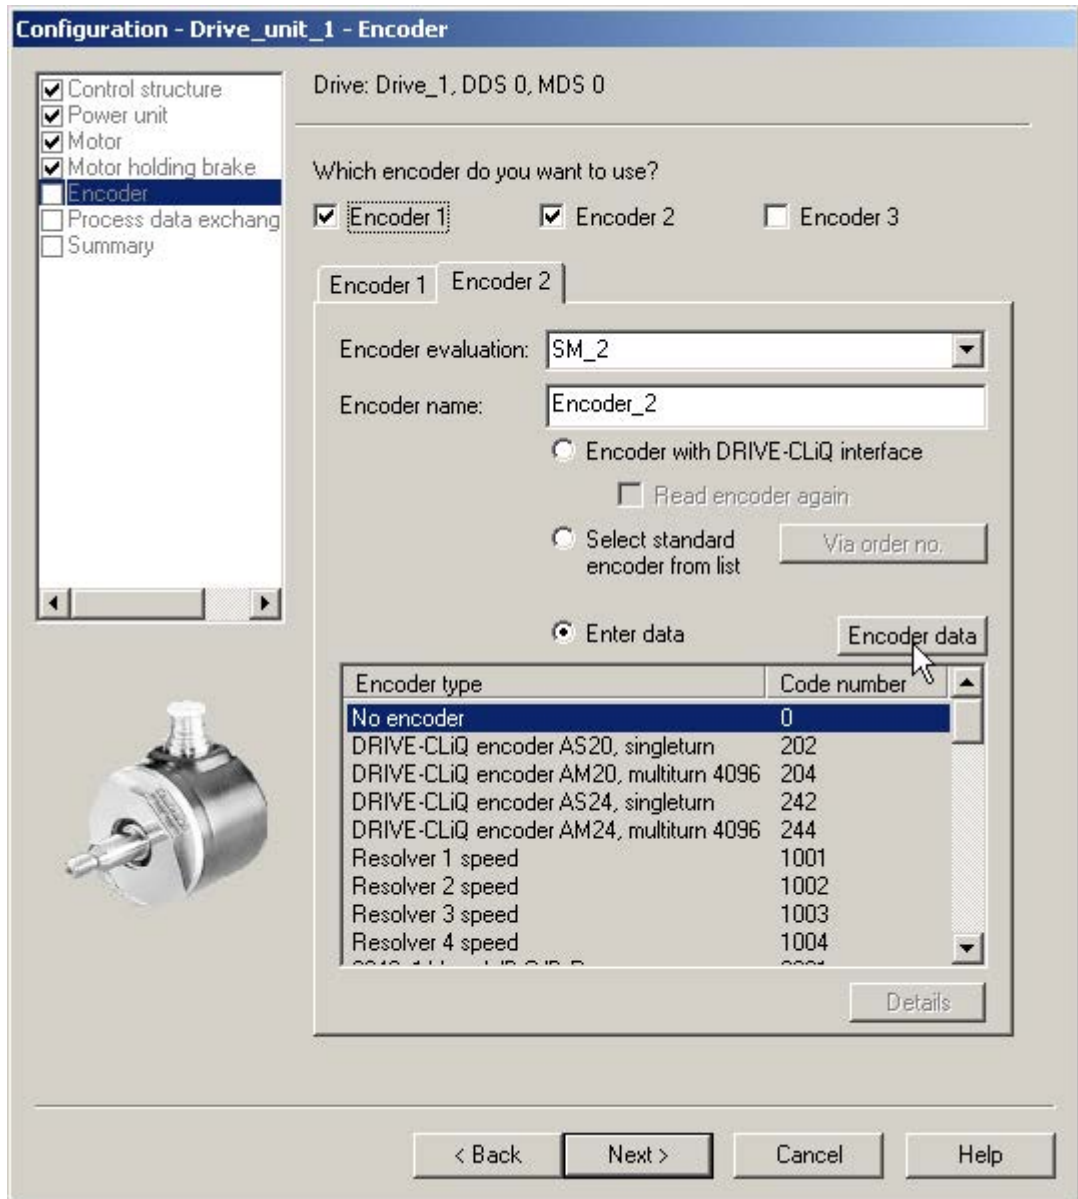 Configuration - Drive_unit_1 - Encoder
Control structure
Power unit
Motor
Motor holding brake
Encoder
Process data exchang
Summary
Drive: Drive_1, DDS 0, MDS 0
Which encoder do you want to use?
Encoder 1 Encoder 2 Encoder 3
Encoder 1 Encoder 2
Encoder evaluation: SM_2
Encoder name: Encoder_2
Encoder with DRIVE-CLiQ interface
Read encoder again
Select standard
encoder from list
Via order no.
Enter data Encoder data
Encoder type Code number
No encoder 0
DRIVE-CLiQ encoder AS20, singleturn 202
DRIVE-CLiQ encoder AM20, multiturn 4096 204
DRIVE-CLiQ encoder AS24, singleturn 242
DRIVE-CLiQ encoder AM24, multiturn 4096 244
Resolver 1 speed 1001
Resolver 2 speed 1002
Resolver 3 speed 1003
Resolver 4 speed 1004
Details
< Back Next > Cancel Help